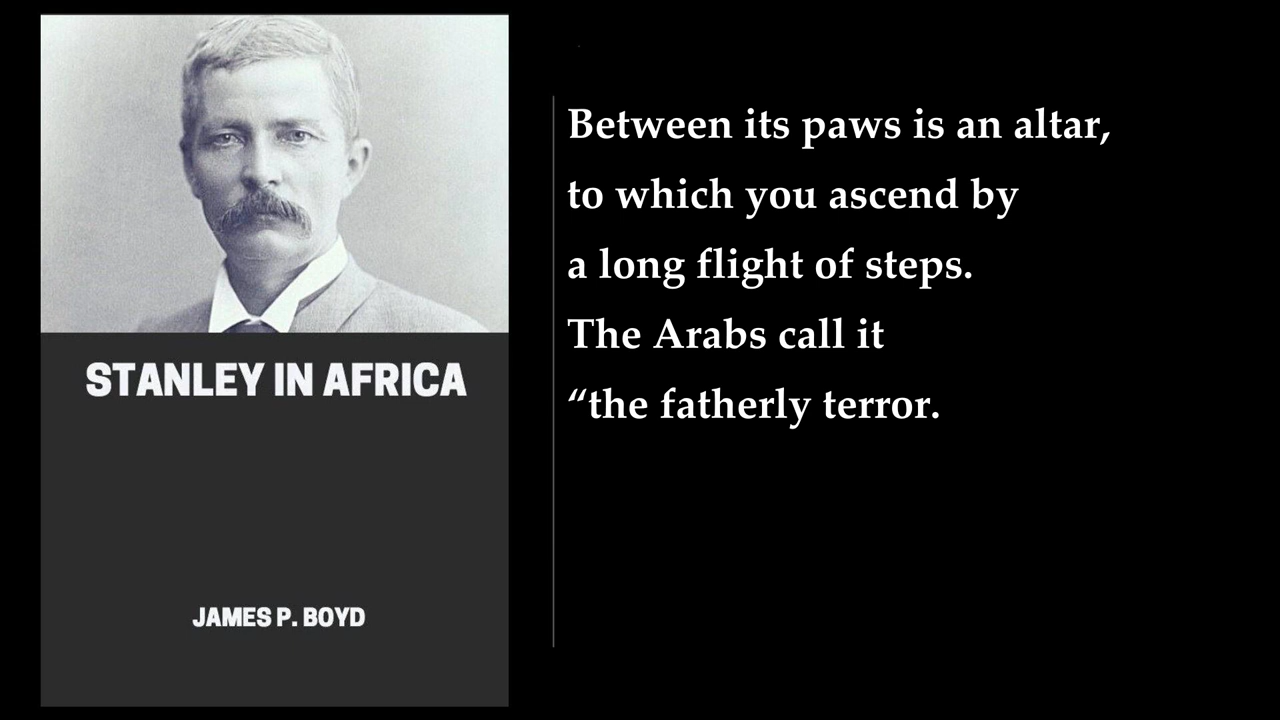 STANLEY IN AFRICA
JAMES P. BOYD
Between its paws is an altar,
to which you ascend by
a long flight of steps.
The Arabs call it
“the fatherly terror.